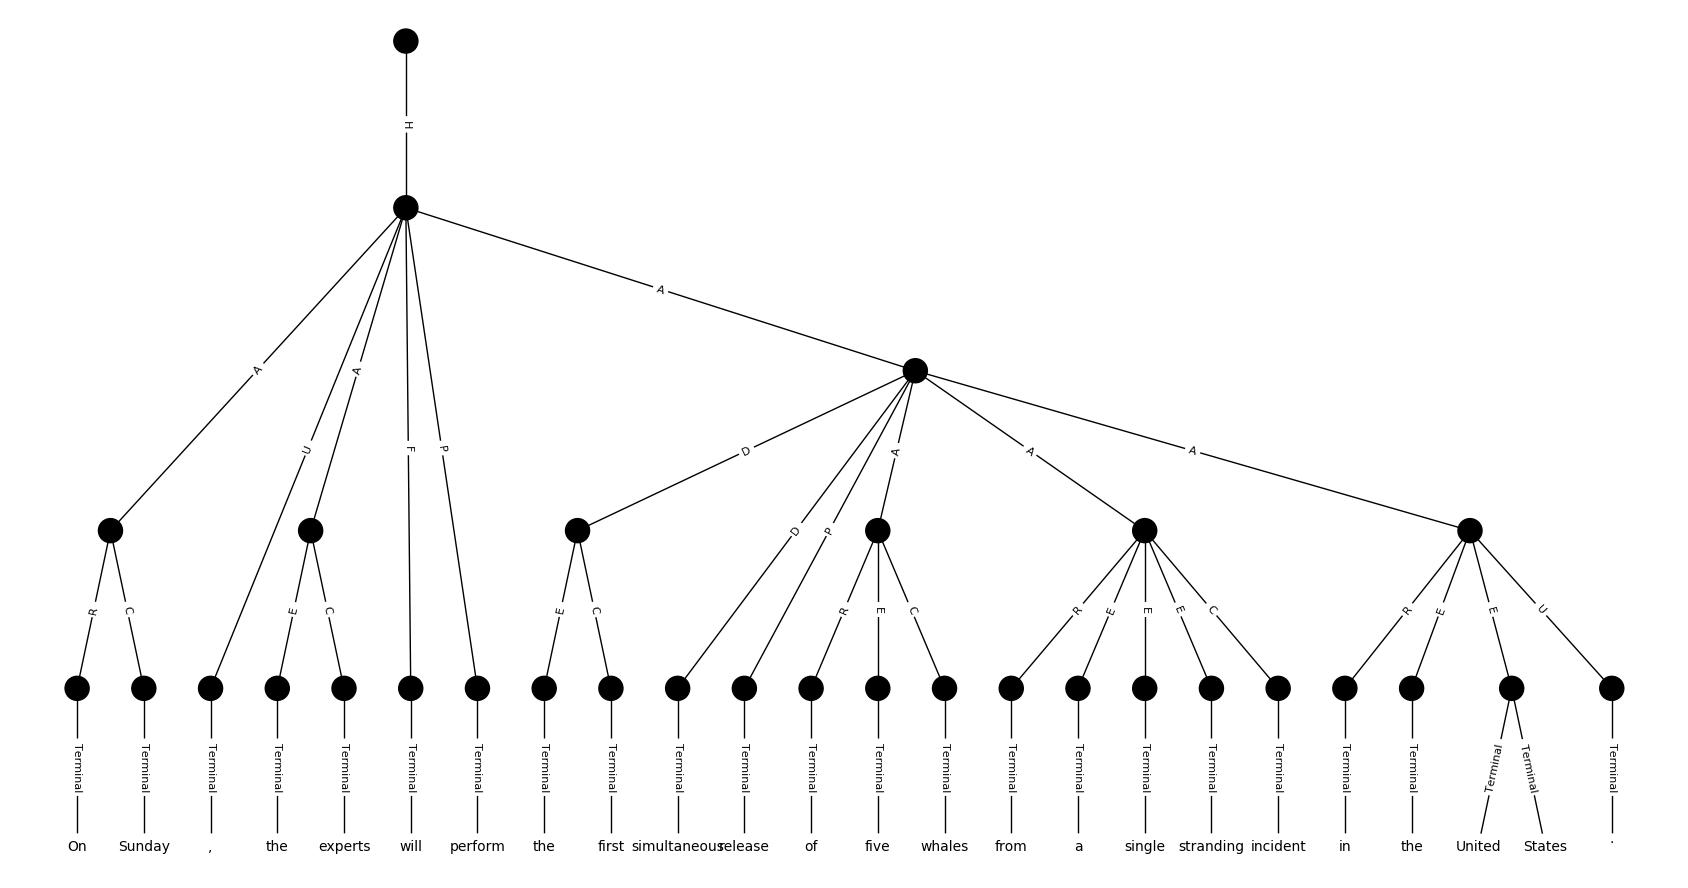 H
A
A
U
A
F
P
D
D
P
A
A
A
R
C
E
C
E
C
R
E
C
R
E
E
E
C
R
E
E
U
Terminal Terminal Terminal Terminal Terminal Terminal Terminal Terminal Terminal Terminal Terminal Terminal Terminal Terminal Terminal Terminal Terminal Terminal Terminal Terminal Terminal Terminal Terminal Terminal
On Sunday , the experts will perform the first simultaneous release of five whales from a single stranding incident in the United States .